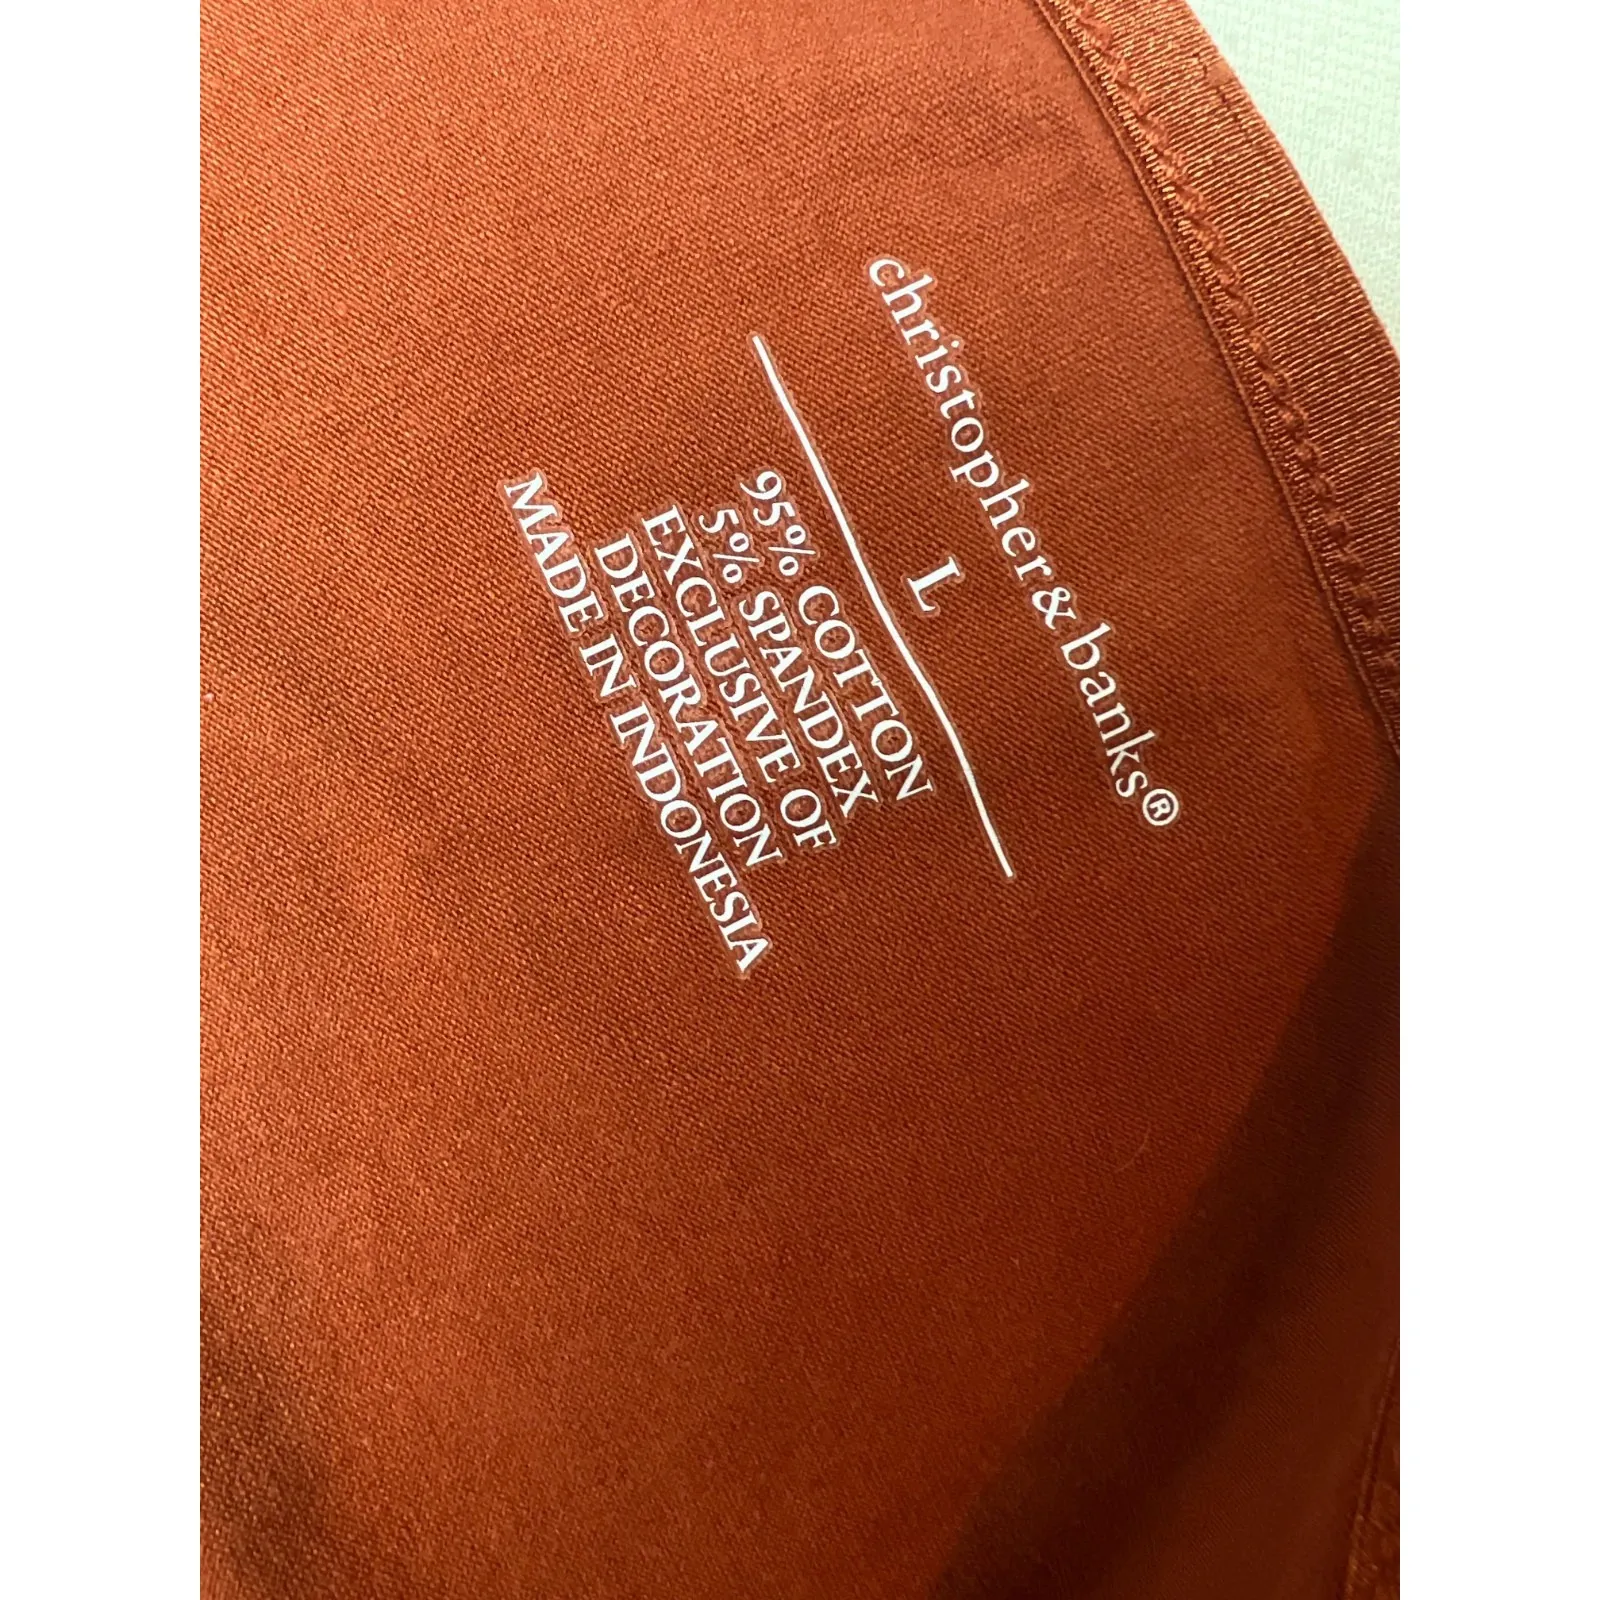 christopher & banks®
L
95% COTTON
5% SPANDEX
EXCLUSIVE OF
DECORATION
MADE IN INDONESIA